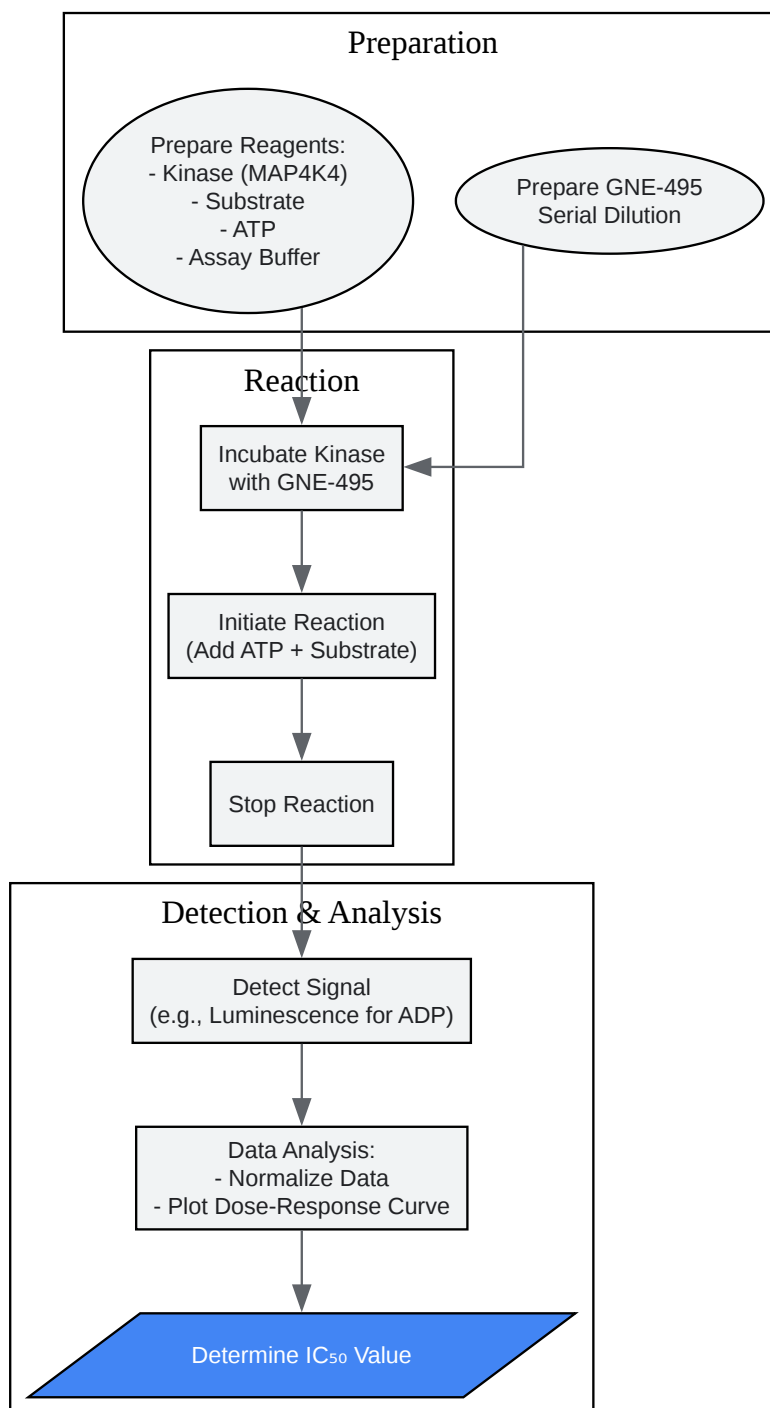 Preparation
Prepare Reagents:
- Kinase (MAP4K4)
- Substrate
- ATP
- Assay Buffer
Prepare GNE-495
Serial Dilution
Reaction
Incubate Kinase
with GNE-495
Initiate Reaction
(Add ATP + Substrate)
Stop Reaction
Detection & Analysis
Detect Signal
(e.g., Luminescence for ADP)
Data Analysis:
- Normalize Data
- Plot Dose-Response Curve
Determine IC₅₀ Value